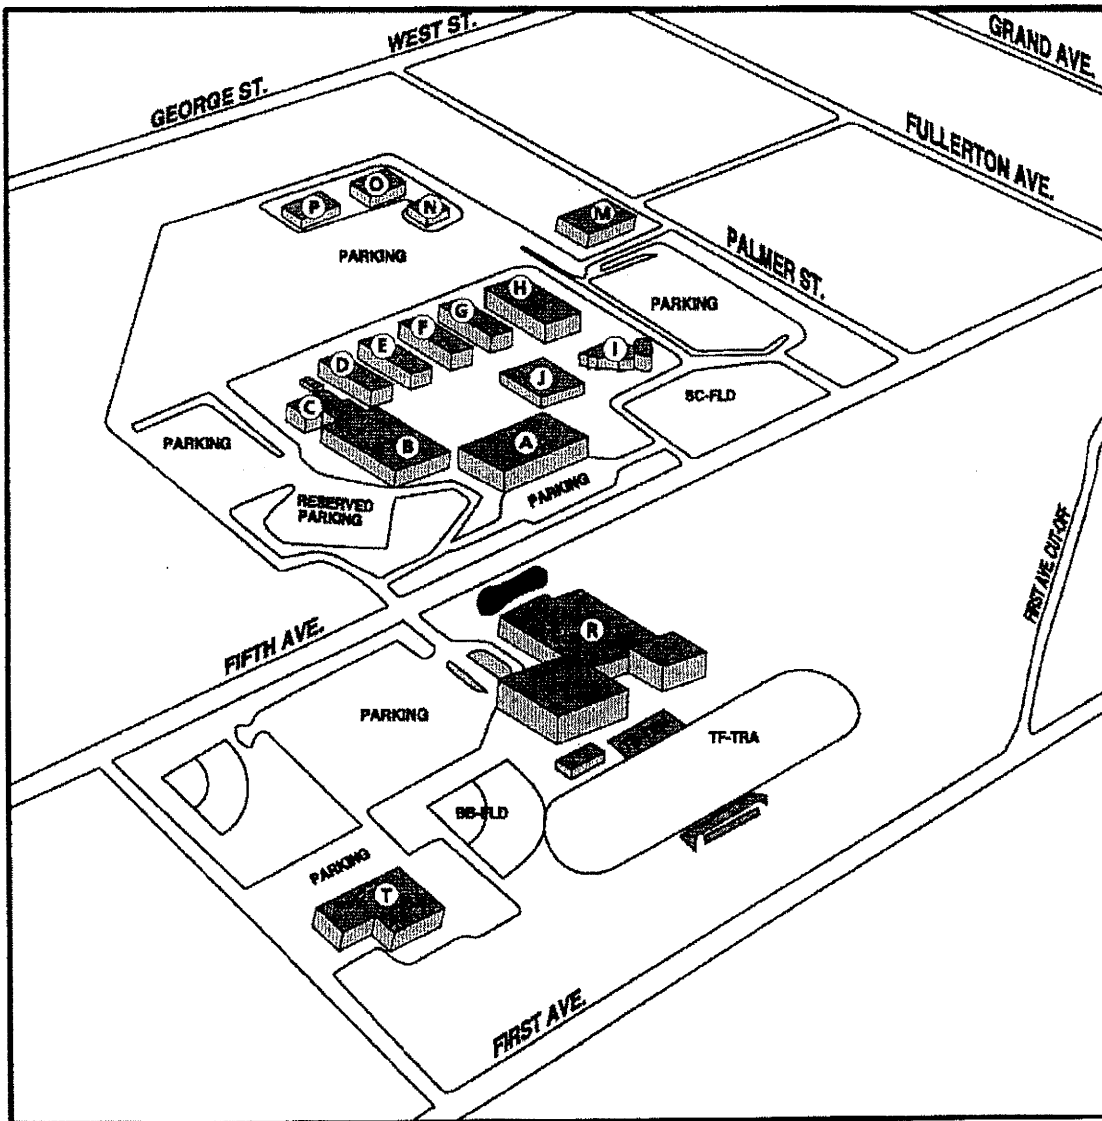 WEST ST.
GRAND AVE.
GEORGE ST.
FULLERTON AVE.
O
P
N
M
PARKING
PALMER ST.
H
PARKING
G
F
E
I
D
J
SC-FLD
C
PARKING
B
A
PARKING
RESERVED
PARKING
FIRST AVE CUT-OFF
FIFTH AVE.
R
PARKING
TF-TRA
BB-FLD
PARKING
T
FIRST AVE.